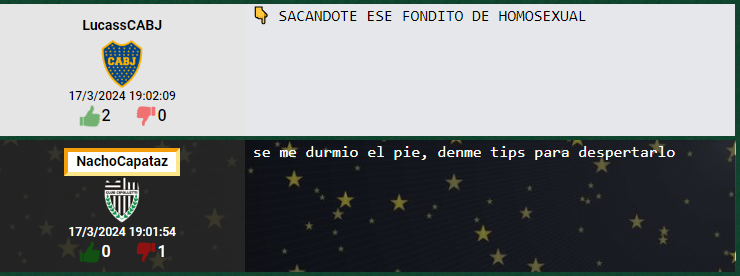 LucassCABJ
👇 SACANDOTE ESE FONDITO DE HOMOSEXUAL
CABJ
17/3/2024 19:02:09
2 0
NachoCapataz
se me durmio el pie, denme tips para despertarlo
CLUB CIPOLLETTI
17/3/2024 19:01:54
0 1